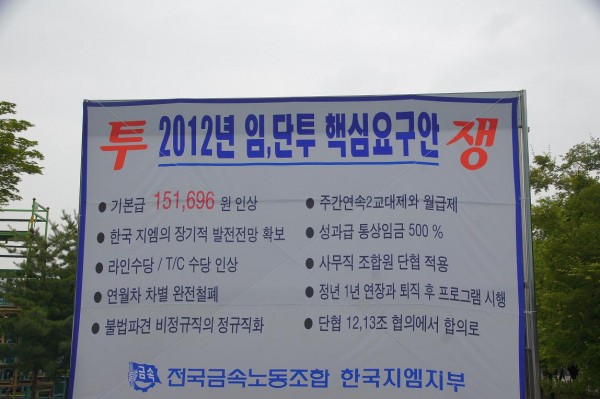 투 2012년 임,단투 핵심요구안 쟁
● 기본급 151,696 원 인상
● 한국 지엠의 장기적 발전전망 확보
● 라인수당 / T/C 수당 인상
● 연월차 차별 완전철폐
● 불법파견 비정규직의 정규직화
● 주간연속2교대제와 월급제
● 성과급 통상임금 500 %
● 사무직 조합원 단협 적용
● 정년 1년 연장과 퇴직 후 프로그램 시행
● 단협 12,13조 협의에서 합의로
금속 전국금속노동조합 한국지엠지부